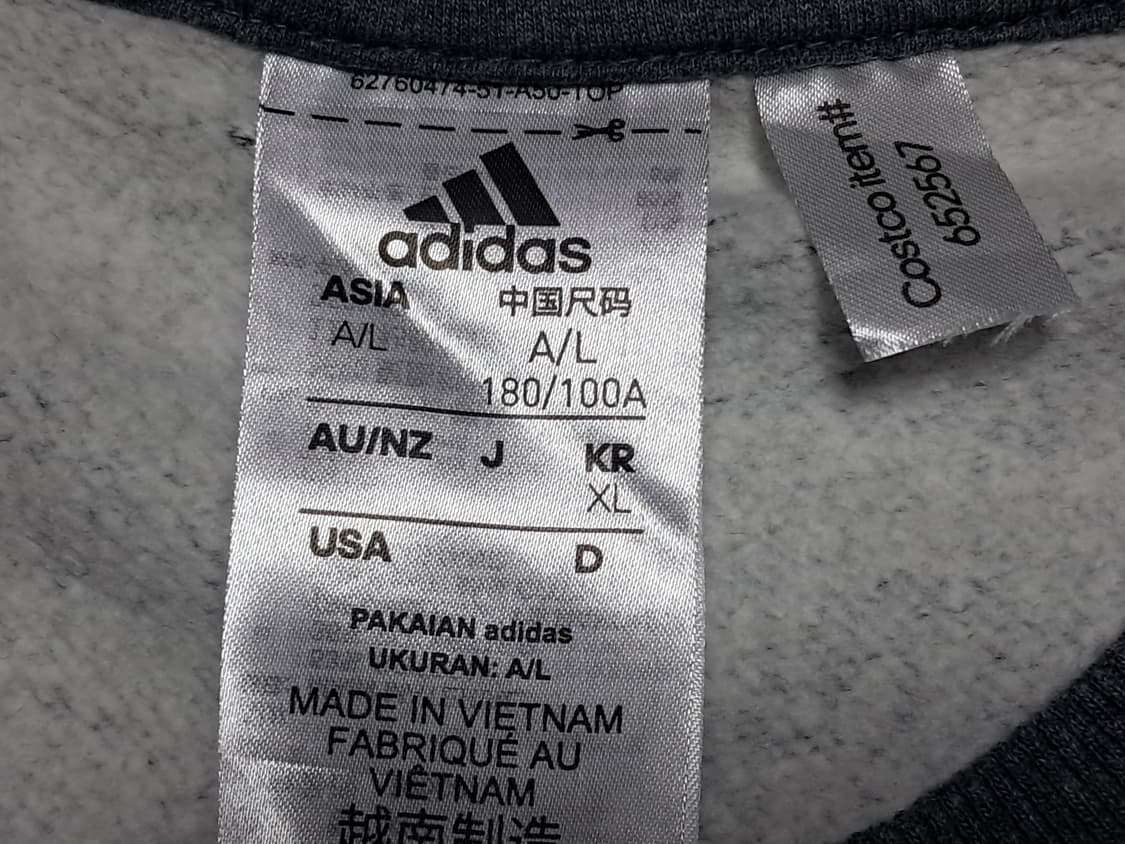 62760474-51-A50-TOP
adidas
ASIA 中国尺码
A/L A/L
180/100A
AU/NZ J KR
XL
USA D
PAKAIAN adidas
UKURAN: A/L
MADE IN VIETNAM
FABRIQUÉ AU
VIÊTNAM
越南制造
Costco item#
652567